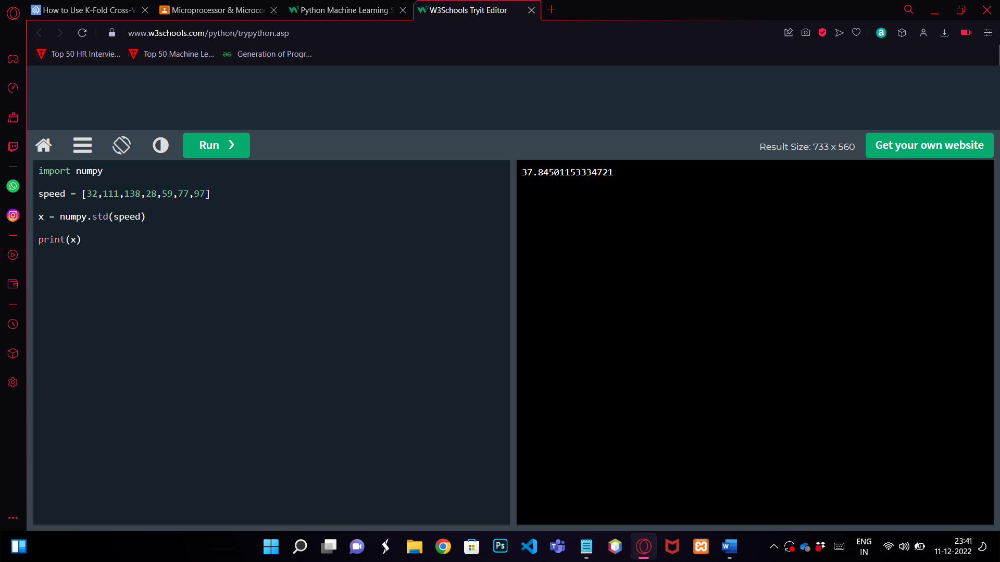 How to Use K-Fold Cross-V
Microprocessor & Microcor
Python Machine Learning S
W3Schools Tryit Editor
www.w3schools.com/python/trypython.asp
Top 50 HR Intervie...
Top 50 Machine Le...
Generation of Progr...
Run ❯
Result Size: 733 x 560
Get your own website
import numpy
speed = [32,111,138,28,59,77,97]
x = numpy.std(speed)
print(x)
37.84501153334721
ENG
IN
23:41
11-12-2022